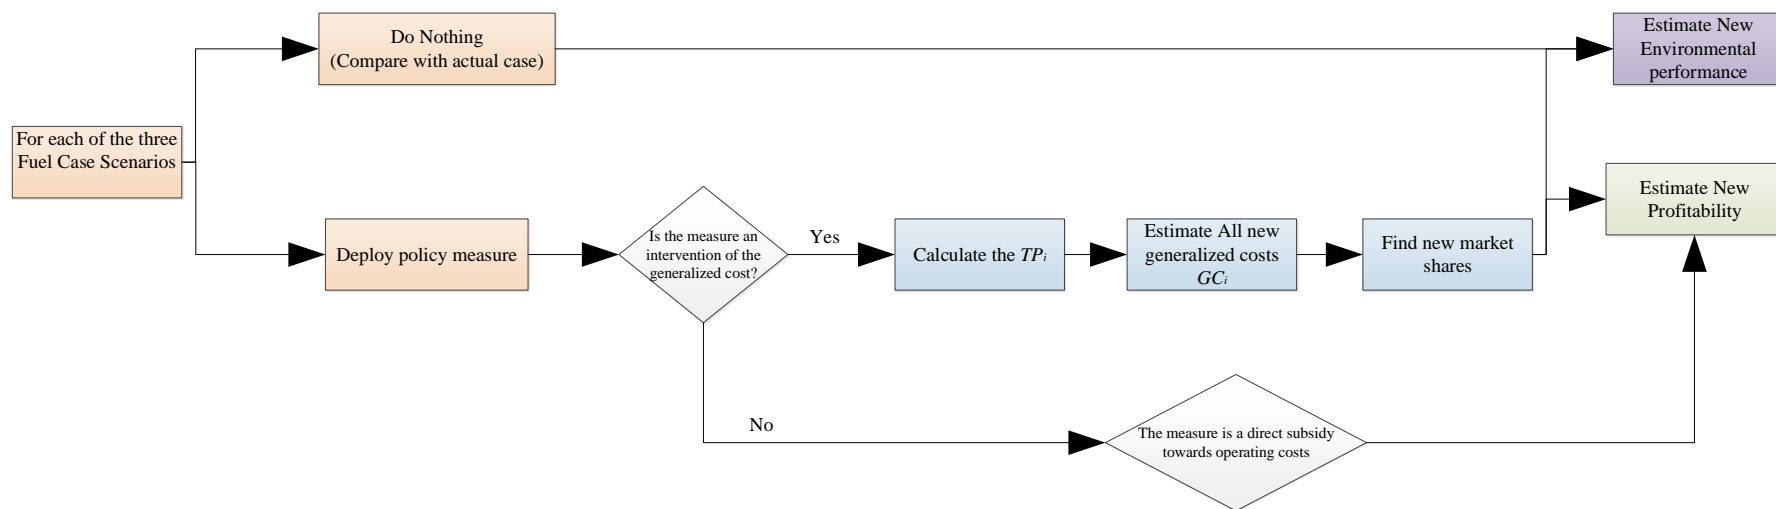 Do Nothing
(Compare with actual case)
Estimate New
Environmental
performance
For each of the three
Fuel Case Scenarios
Estimate New
Profitability
Deploy policy measure
Is the measure an
intervention of the
generalized cost?
Yes
Calculate the TPi
Estimate All new
generalized costs
GCi
Find new market
shares
No
The measure is a direct subsidy
towards operating costs